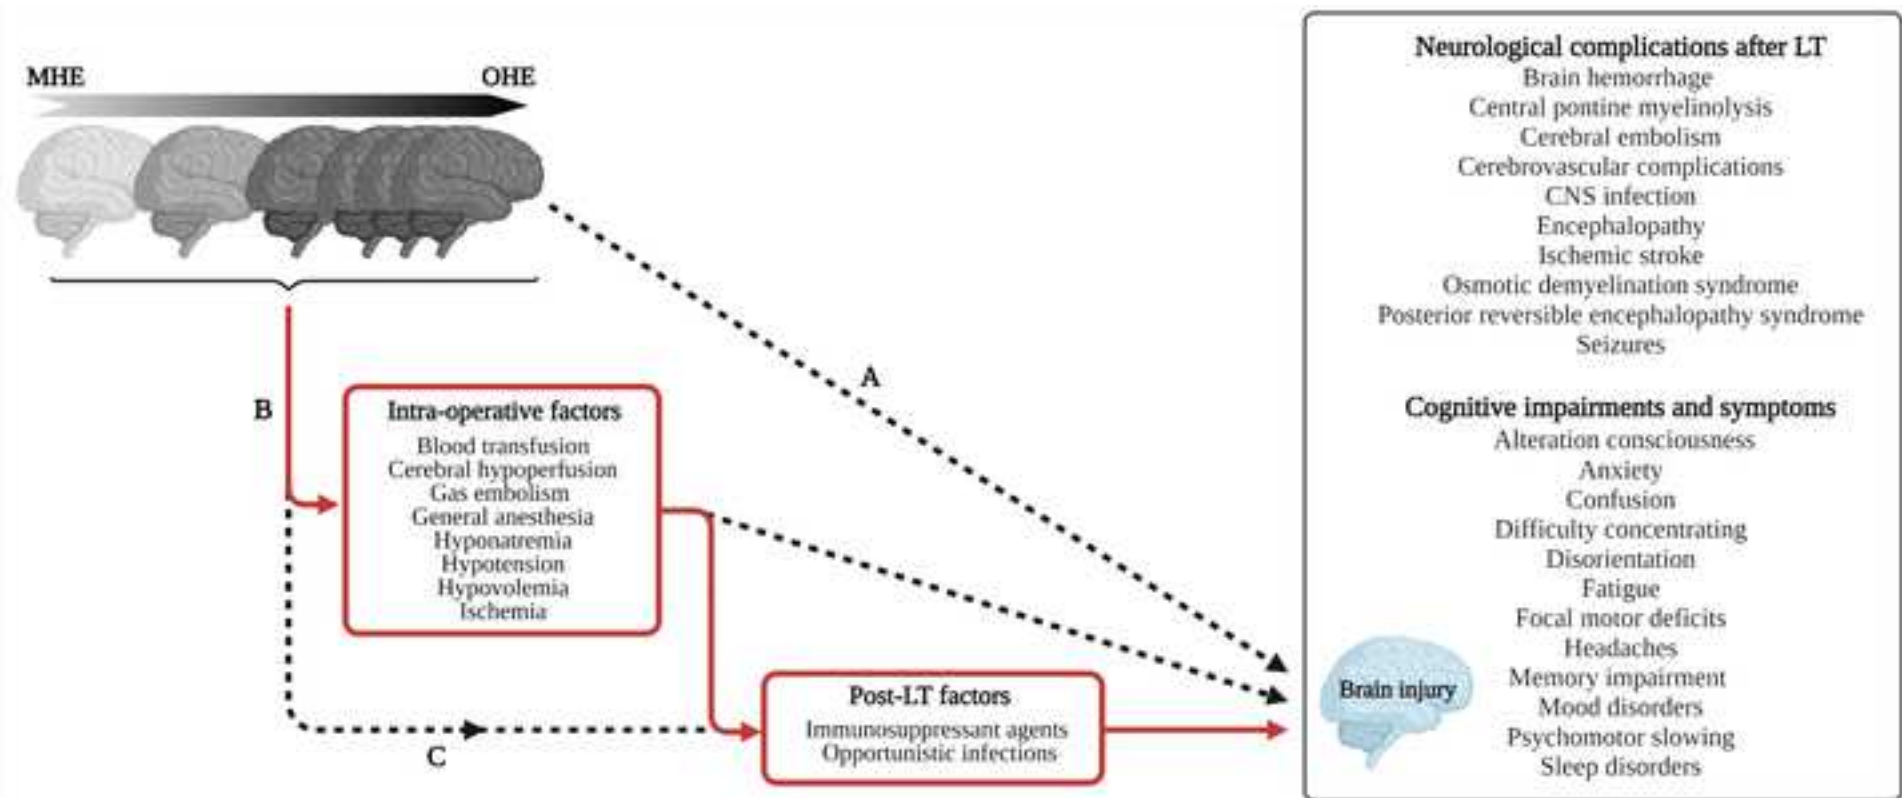 MHE
OHE
A
B
Intra-operative factors
Blood transfusion
Cerebral hypoperfusion
Gas embolism
General anesthesia
Hyponatremia
Hypotension
Hypovolemia
Ischemia
C
Post-LT factors
Immunosuppressant agents
Opportunistic infections
Neurological complications after LT
Brain hemorrhage
Central pontine myelinolysis
Cerebral embolism
Cerebrovascular complications
CNS infection
Encephalopathy
Ischemic stroke
Osmotic demyelination syndrome
Posterior reversible encephalopathy syndrome
Seizures
Cognitive impairments and symptoms
Alteration consciousness
Anxiety
Confusion
Difficulty concentrating
Disorientation
Fatigue
Focal motor deficits
Headaches
Memory impairment
Mood disorders
Psychomotor slowing
Sleep disorders
Brain injury